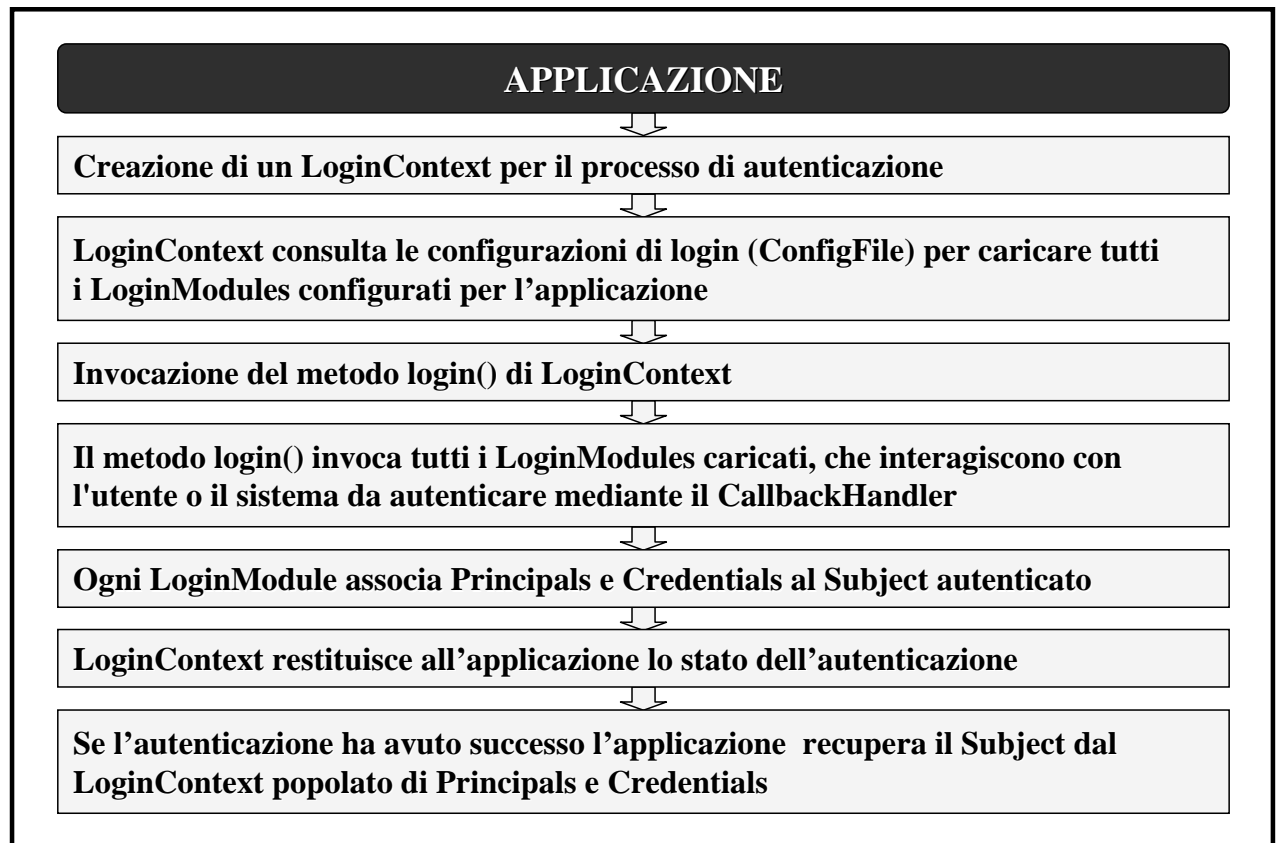 APPLICAZIONE
Creazione di un LoginContext per il processo di autenticazione
LoginContext consulta le configurazioni di login (ConfigFile) per caricare tutti
i LoginModules configurati per l’applicazione
Invocazione del metodo login() di LoginContext
Il metodo login() invoca tutti i LoginModules caricati, che interagiscono con
l'utente o il sistema da autenticare mediante il CallbackHandler
Ogni LoginModule associa Principals e Credentials al Subject autenticato
LoginContext restituisce all’applicazione lo stato dell’autenticazione
Se l’autenticazione ha avuto successo l’applicazione  recupera il Subject dal
LoginContext popolato di Principals e Credentials